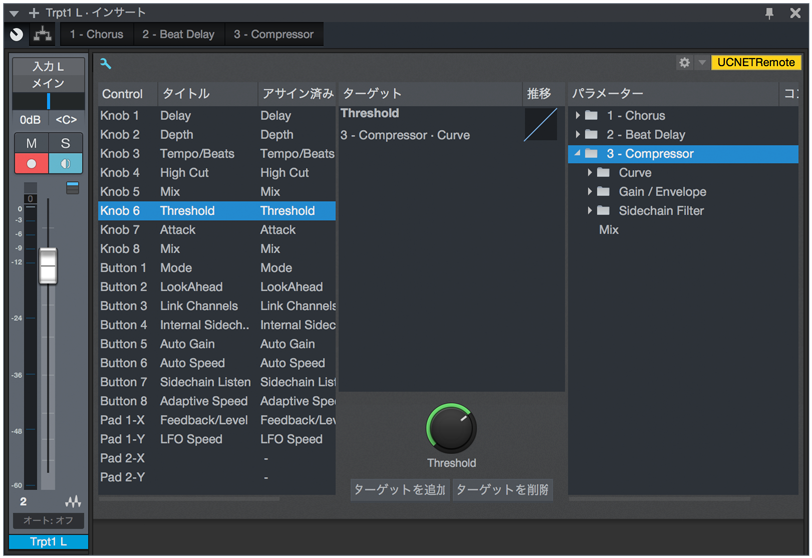 Trpt1 L · インサート
1 - Chorus 2 - Beat Delay 3 - Compressor
入力 L
メイン
0dB <C>
M S
0
0
-3
-6
-9
-12
-24
-36
-48
-60
2
オート: オフ
Trpt1 L
UCNETRemote
Control タイトル アサイン済み
Knob 1 Delay Delay
Knob 2 Depth Depth
Knob 3 Tempo/Beats Tempo/Beats
Knob 4 High Cut High Cut
Knob 5 Mix Mix
Knob 6 Threshold Threshold
Knob 7 Attack Attack
Knob 8 Mix Mix
Button 1 Mode Mode
Button 2 LookAhead LookAhead
Button 3 Link Channels Link Channels
Button 4 Internal Sidech.. Internal Sidec
Button 5 Auto Gain Auto Gain
Button 6 Auto Speed Auto Speed
Button 7 Sidechain Listen Sidechain List
Button 8 Adaptive Speed Adaptive Spee
Pad 1-X Feedback/Level Feedback/Leve
Pad 1-Y LFO Speed LFO Speed
Pad 2-X -
Pad 2-Y -
ターゲット 推移
Threshold
3 - Compressor · Curve
Threshold
ターゲットを追加 ターゲットを削除
パラメーター コ
1 - Chorus
2 - Beat Delay
3 - Compressor
Curve
Gain / Envelope
Sidechain Filter
Mix